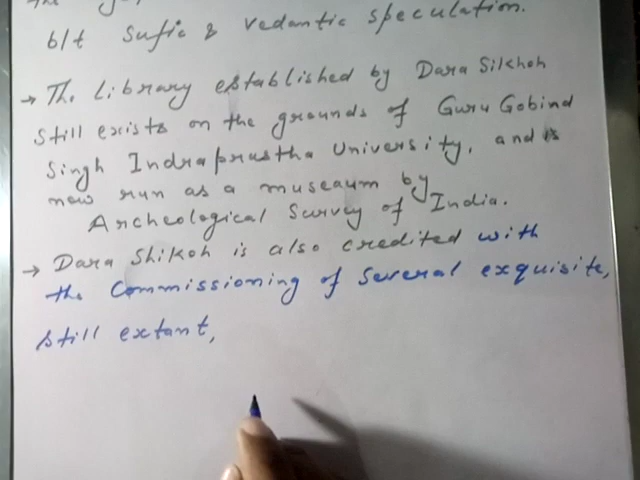 The
b/t Sufic & vedantic speculation.
→ The Library established by Dara Sikhoh
still exists on the grounds of Guru Gobind
Singh Indraprastha University, and is
now run as a museaum by
Archeological Survey of India.
→ Dara Shikoh is also credited with
the Commissioning of several exquisite,
still extant,